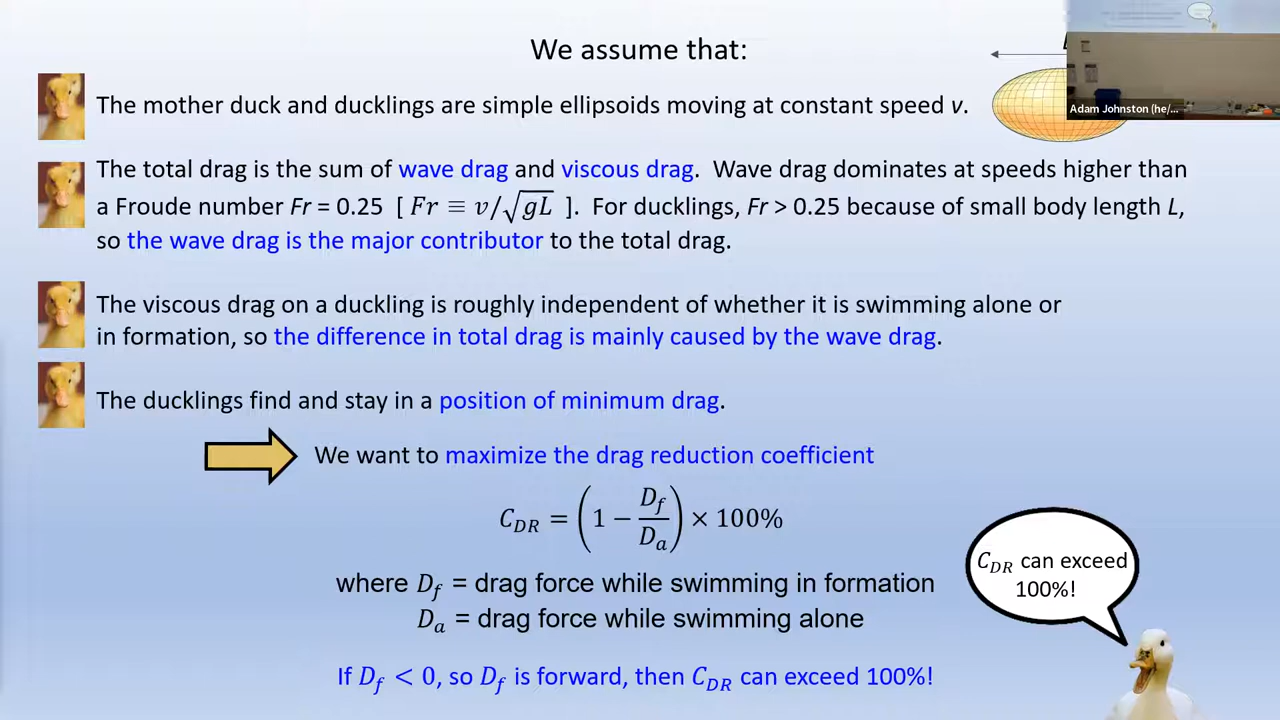 We assume that:
The mother duck and ducklings are simple ellipsoids moving at constant speed v.
Adam Johnston (he/...
The total drag is the sum of wave drag and viscous drag. Wave drag dominates at speeds higher than
a Froude number Fr = 0.25 [ Fr ≡ v/√gL ]. For ducklings, Fr > 0.25 because of small body length L,
so the wave drag is the major contributor to the total drag.
The viscous drag on a duckling is roughly independent of whether it is swimming alone or
in formation, so the difference in total drag is mainly caused by the wave drag.
The ducklings find and stay in a position of minimum drag.
We want to maximize the drag reduction coefficient
C_DR = (1 − D_f/D_a) × 100%
where D_f = drag force while swimming in formation
D_a = drag force while swimming alone
C_DR can exceed
100%!
If D_f < 0, so D_f is forward, then C_DR can exceed 100%!